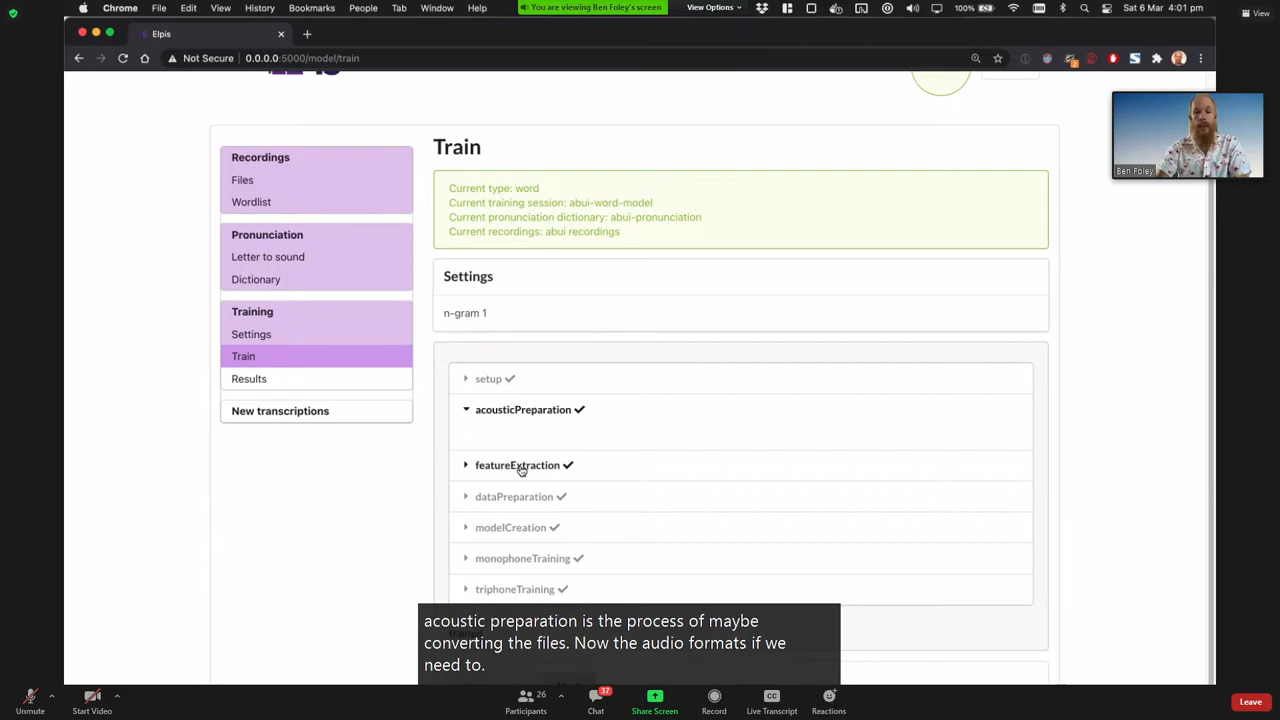 Chrome File Edit View History Bookmarks People Tab Window Help
You are viewing Ben Foley's screen
View Options
100%
Sat 6 Mar 4:01 pm
View
Elpis
Not Secure 0.0.0.0:5000/model/train
Ben Foley
Recordings
Files
Wordlist
Pronunciation
Letter to sound
Dictionary
Training
Settings
Train
Results
New transcriptions
Train
Current type: word
Current training session: abui-word-model
Current pronunciation dictionary: abui-pronunciation
Current recordings: abui recordings
Settings
n-gram 1
setup
acousticPreparation
featureExtraction
dataPreparation
modelCreation
monophoneTraining
triphoneTraining
acoustic preparation is the process of maybe
converting the files. Now the audio formats if we
need to.
Unmute
Start Video
26
Participants
37
Chat
Share Screen
Record
CC
Live Transcript
Reactions
Leave